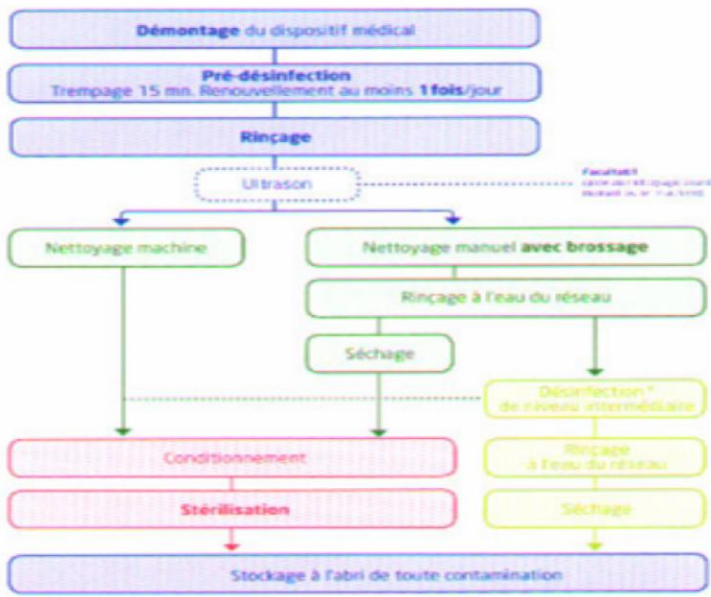 Démontage du dispositif médical
Pré-désinfection
Trempage 15 mn. Renouvellement au moins 1 fois/jour
Rinçage
Ultrason
Facultatif
Nettoyage machine
Nettoyage manuel avec brossage
Rinçage à l'eau du réseau
Séchage
Désinfection*
de niveau intermédiaire
Conditionnement
Rinçage
à l'eau du réseau
Stérilisation
Séchage
Stockage à l'abri de toute contamination